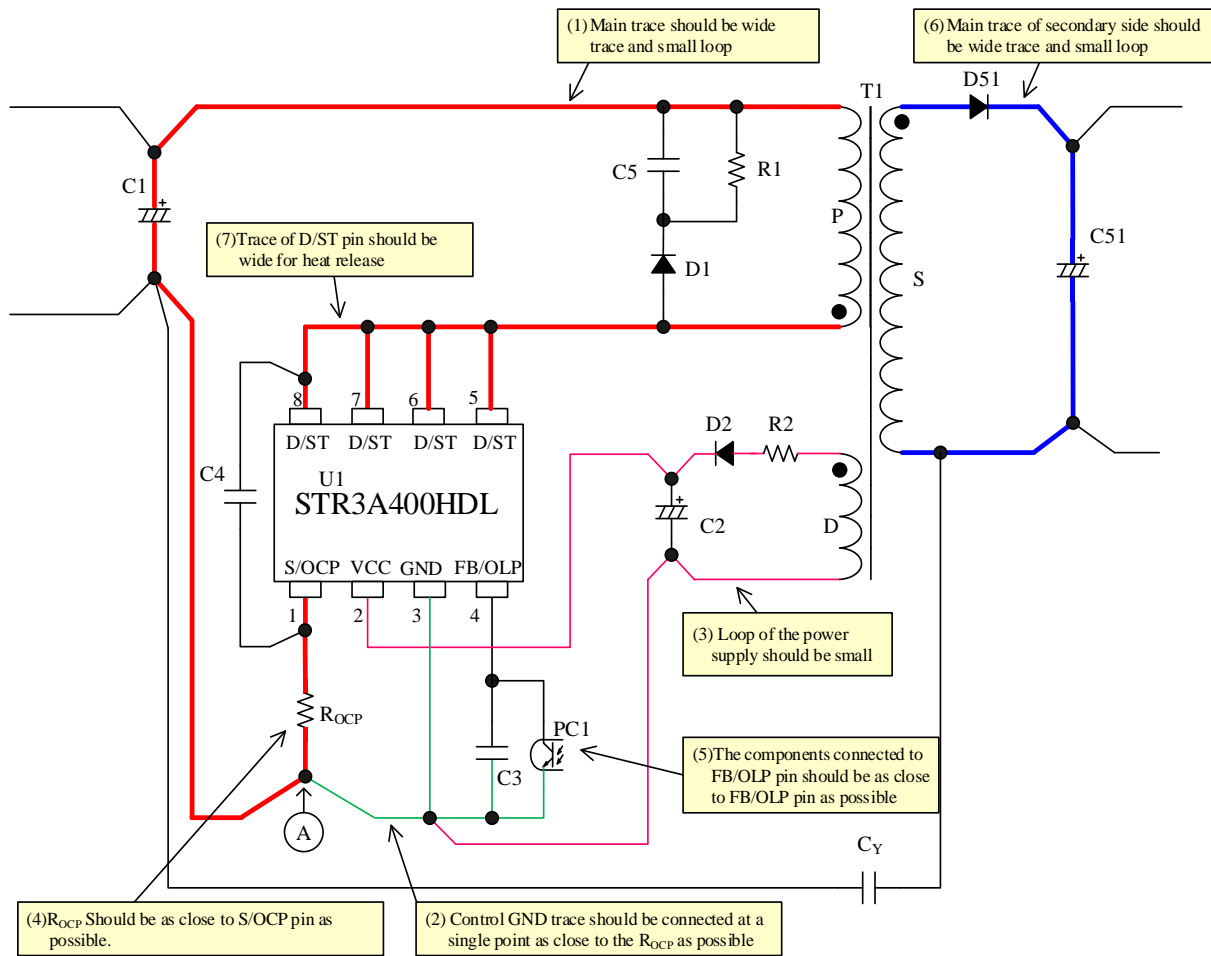 (1) Main trace should be wide
trace and small loop
(6) Main trace of secondary side should
be wide trace and small loop
D51
T1
C1
+
C5
R1
P
S
+
C51
(7)Trace of D/ST pin should be
wide for heat release
D1
8 7 6 5
D/ST D/ST D/ST D/ST
C4
U1
STR3A400HDL
S/OCP VCC GND FB/OLP
1 2 3 4
D2 R2
+
C2
D
(3) Loop of the power
supply should be small
ROCP
C3
PC1
(5)The components connected to
FB/OLP pin should be as close
to FB/OLP pin as possible
A
CY
(4)ROCP Should be as close to S/OCP pin as
possible.
(2) Control GND trace should be connected at a
single point as close to the ROCP as possible